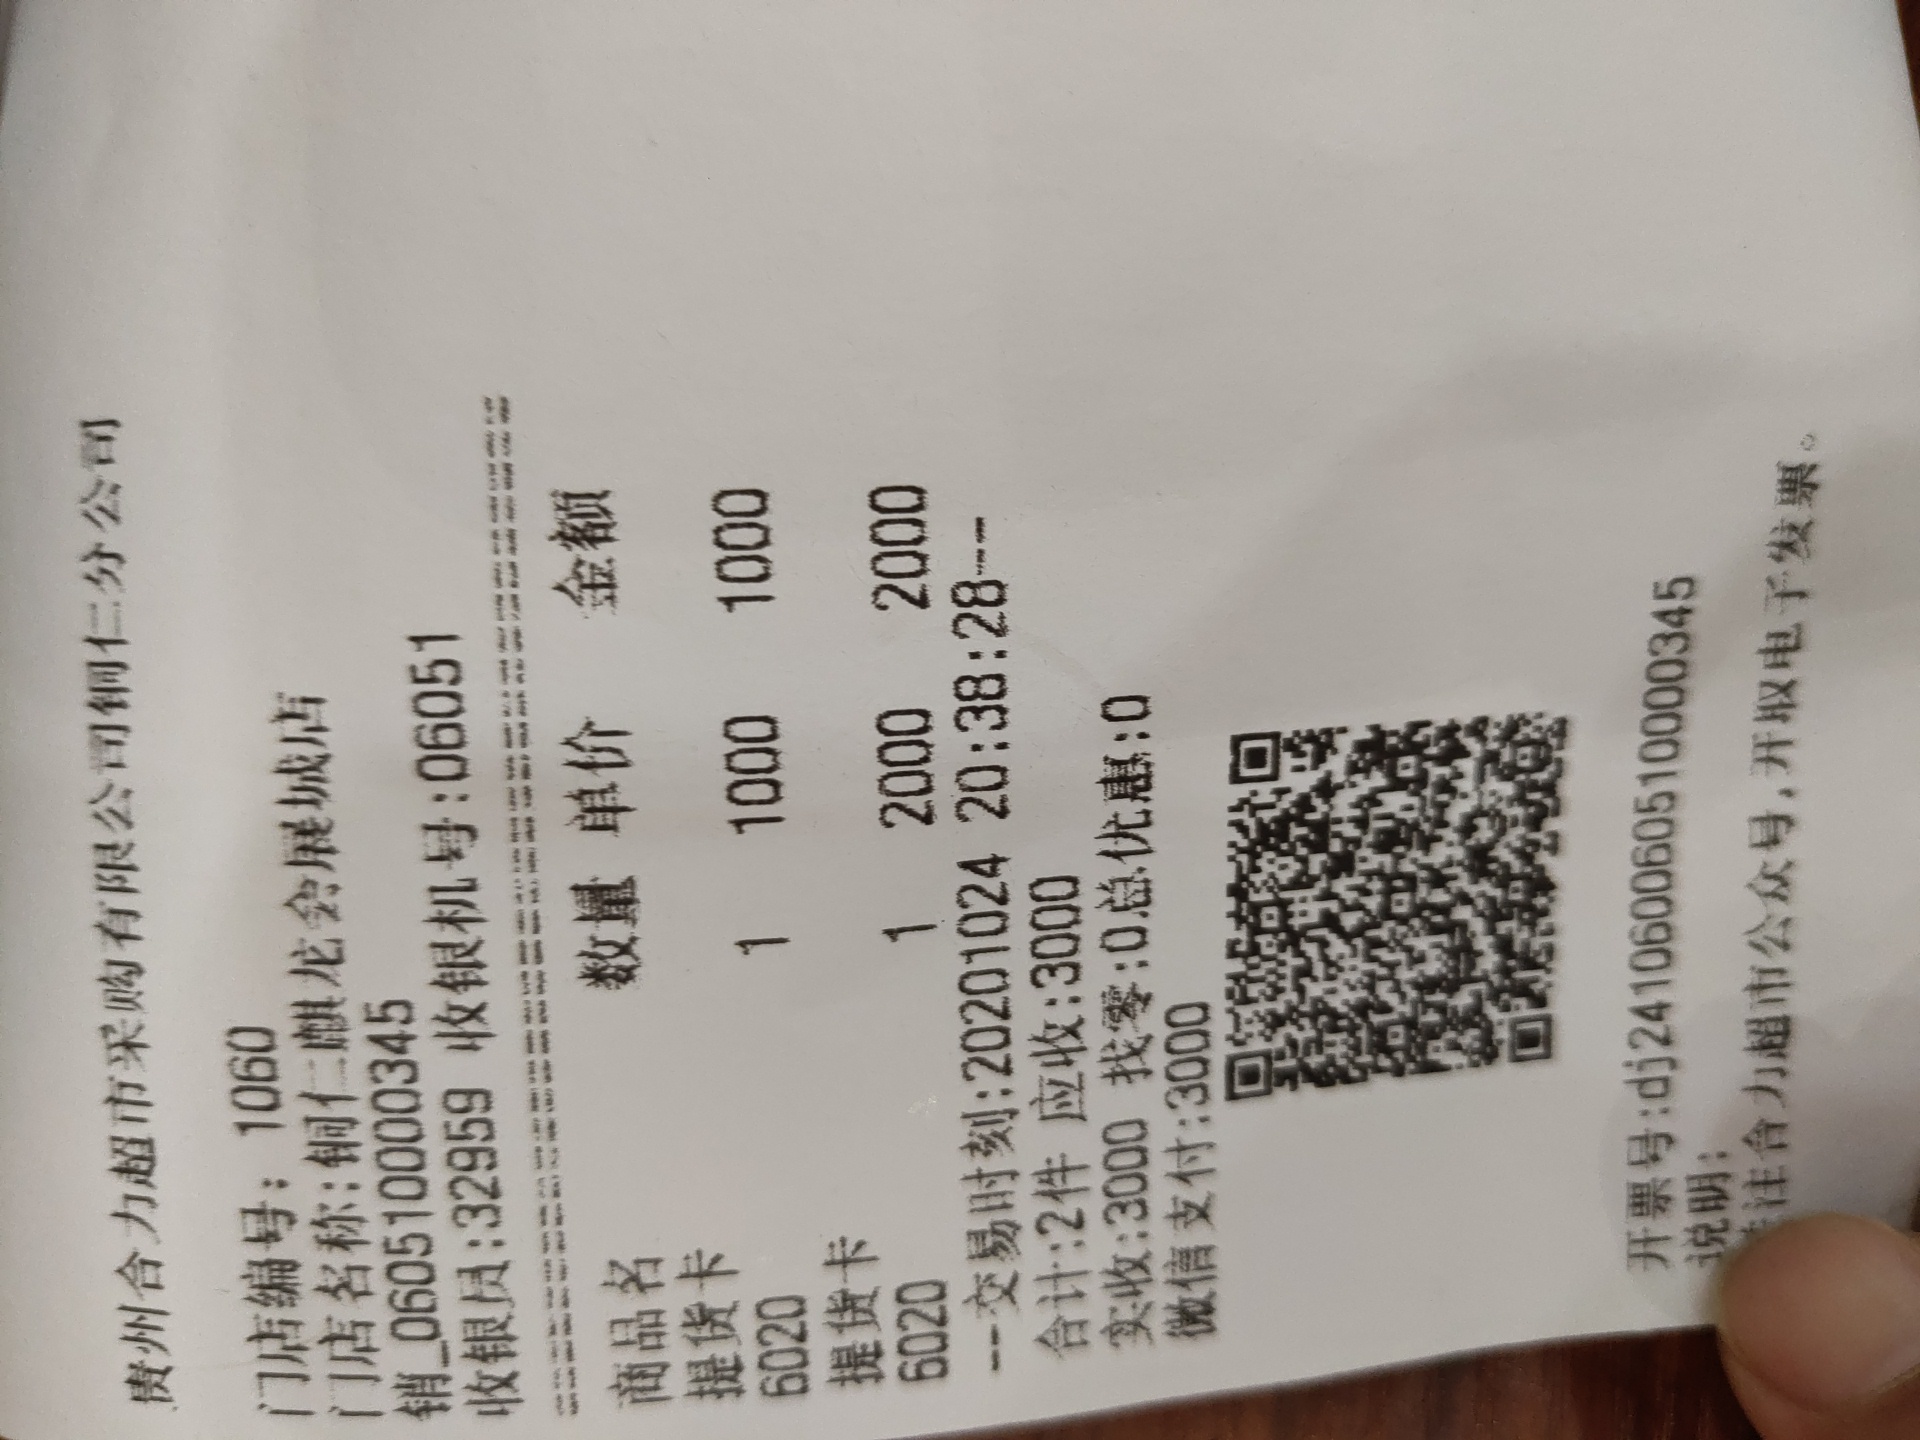 贵州合力超市采购有限公司铜仁分公司
门店编号： 1060
门店名称:铜仁麒龙会展城店
销_060510000345
收银员:32959 收银机号:06051
商品名 数量 单价 金额
提货卡
6020 1 1000 1000
提货卡
6020 1 2000 2000
--交易时刻:20201024 20:38:28---
合计:2件 应收:3000
实收:3000 找零:0总优惠:0
微信支付:3000
开票号:dj241060060510000345
说明:
注合力超市公众号,开取电子发票。